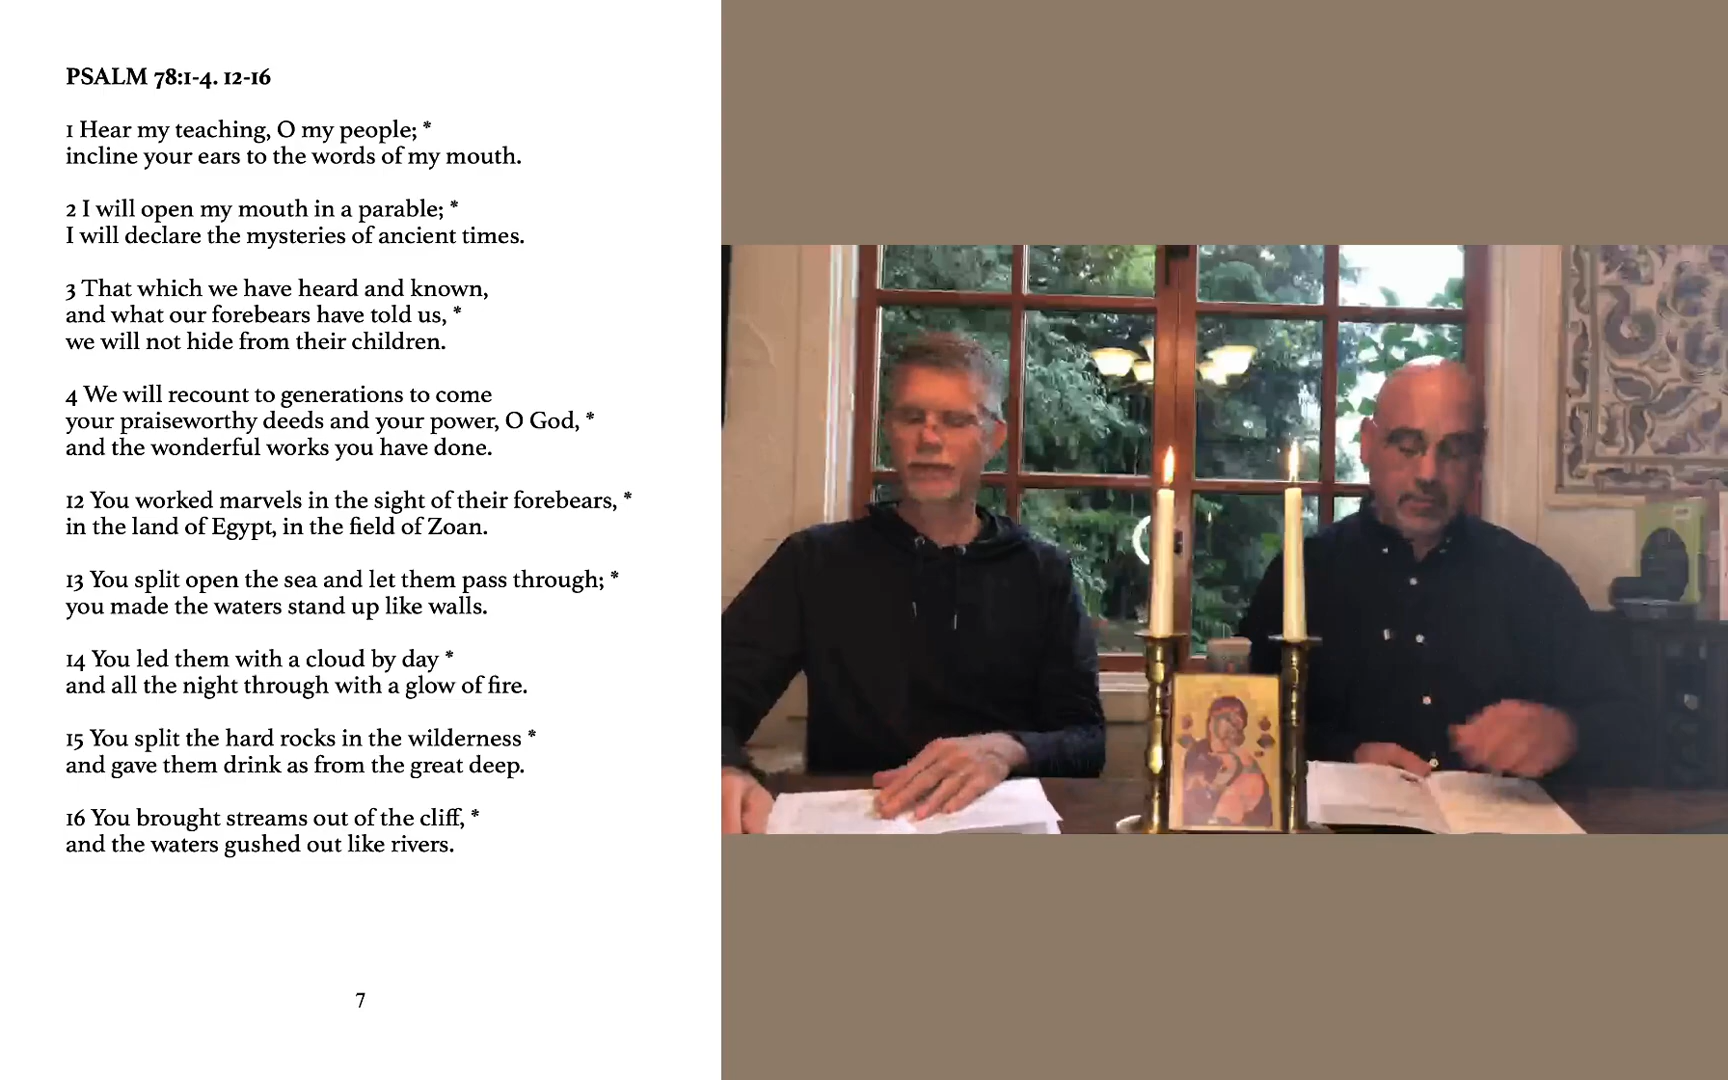 PSALM 78:1-4. 12-16
1 Hear my teaching, O my people; *
incline your ears to the words of my mouth.
2 I will open my mouth in a parable; *
I will declare the mysteries of ancient times.
3 That which we have heard and known,
and what our forebears have told us, *
we will not hide from their children.
4 We will recount to generations to come
your praiseworthy deeds and your power, O God, *
and the wonderful works you have done.
12 You worked marvels in the sight of their forebears, *
in the land of Egypt, in the field of Zoan.
13 You split open the sea and let them pass through; *
you made the waters stand up like walls.
14 You led them with a cloud by day *
and all the night through with a glow of fire.
15 You split the hard rocks in the wilderness *
and gave them drink as from the great deep.
16 You brought streams out of the cliff, *
and the waters gushed out like rivers.
7